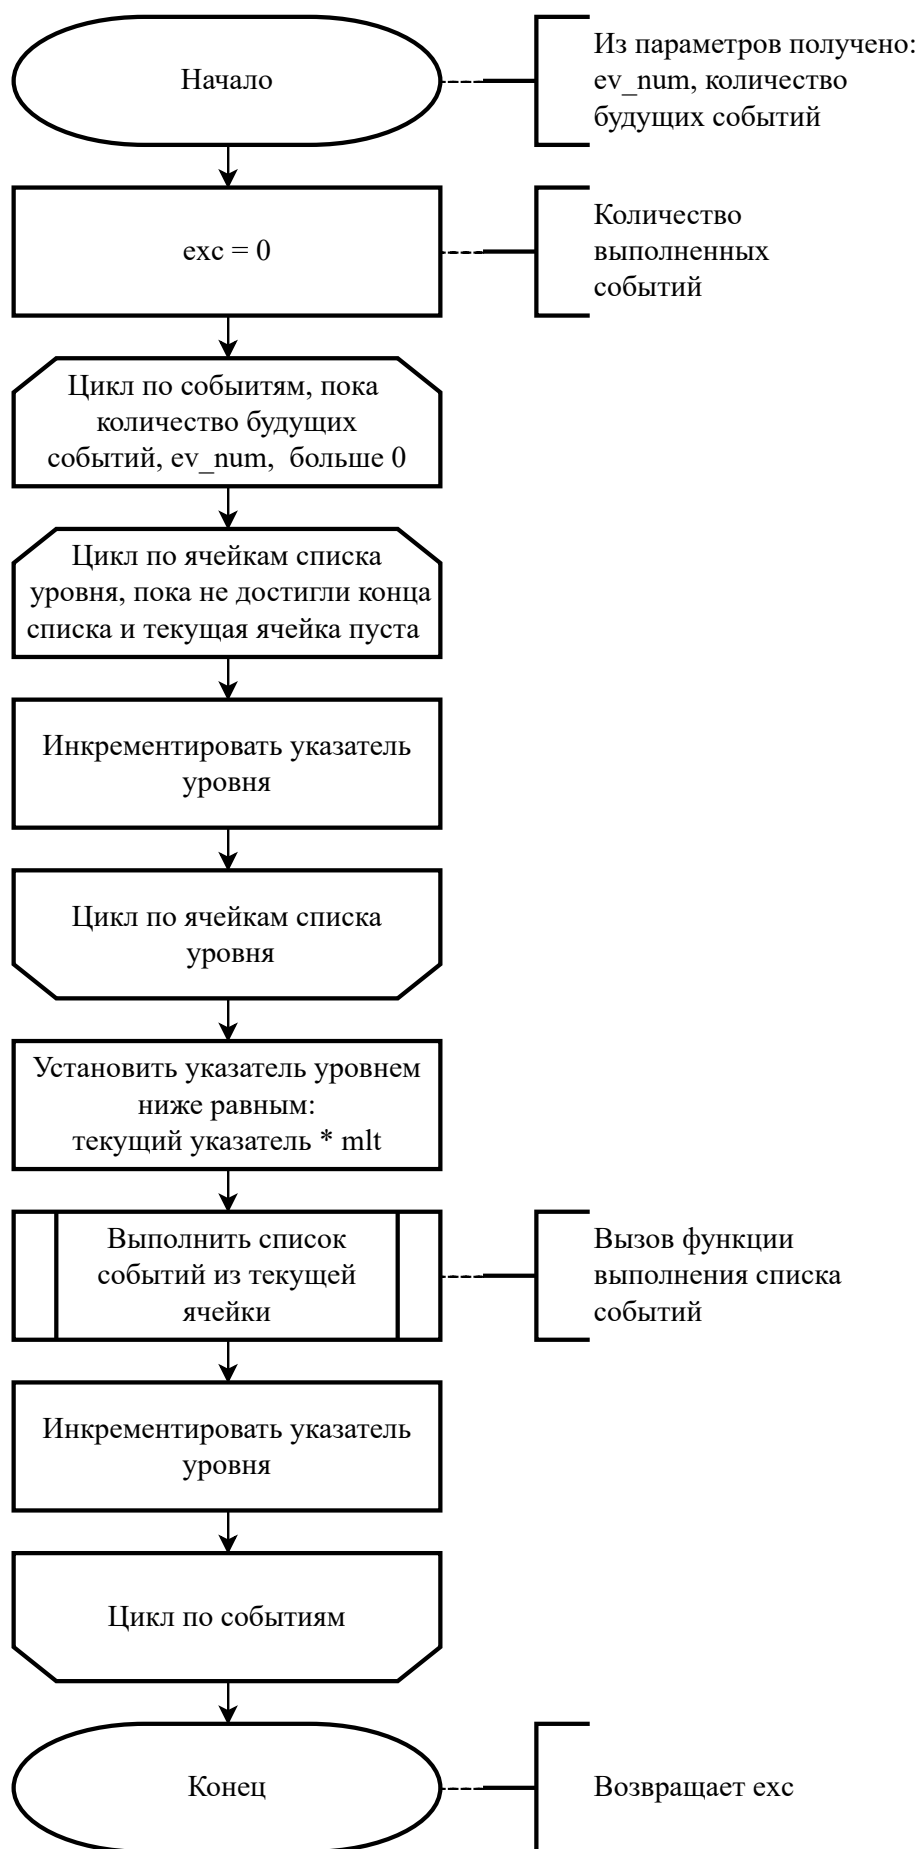 Начало
Из параметров получено:
ev_num, количество
будущих событий
exc = 0
Количество
выполненных
событий
Цикл по собыитям, пока
количество будущих
событий, ev_num, больше 0
Цикл по ячейкам списка
уровня, пока не достигли конца
списка и текущая ячейка пуста
Инкрементировать указатель
уровня
Цикл по ячейкам списка
уровня
Установить указатель уровнем
ниже равным:
текущий указатель * mlt
Выполнить список
событий из текущей
ячейки
Вызов функции
выполнения списка
событий
Инкрементировать указатель
уровня
Цикл по событиям
Конец
Возвращает exc